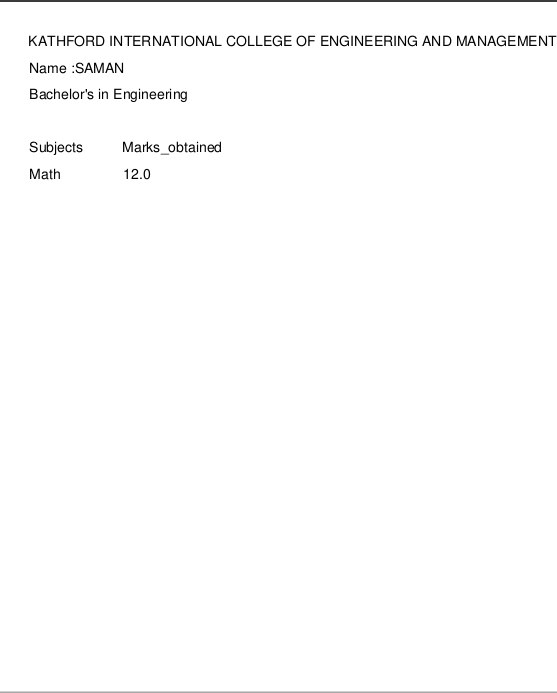 KATHFORD INTERNATIONAL COLLEGE OF ENGINEERING AND MANAGEMENT
Name :SAMAN
Bachelor's in Engineering
Subjects Marks_obtained
Math 12.0